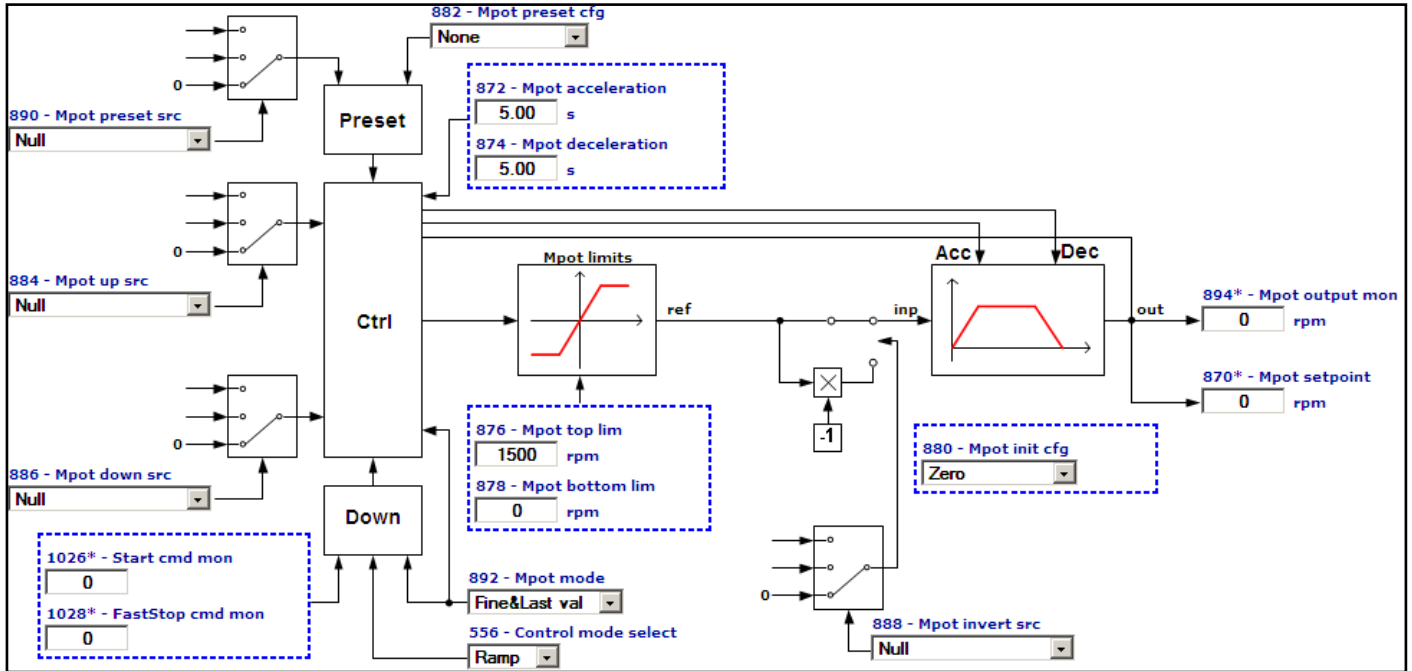 882 - Mpot preset cfg
None
0
890 - Mpot preset src
Null
Preset
872 - Mpot acceleration
5.00 s
874 - Mpot deceleration
5.00 s
0
884 - Mpot up src
Null
Ctrl
Mpot limits
ref
inp
Acc
Dec
out
894* - Mpot output mon
0 rpm
870* - Mpot setpoint
0 rpm
-1
876 - Mpot top lim
1500 rpm
878 - Mpot bottom lim
0 rpm
880 - Mpot init cfg
Zero
0
886 - Mpot down src
Null
Down
1026* - Start cmd mon
0
1028* - FastStop cmd mon
0
892 - Mpot mode
Fine&Last val
556 - Control mode select
Ramp
0
888 - Mpot invert src
Null